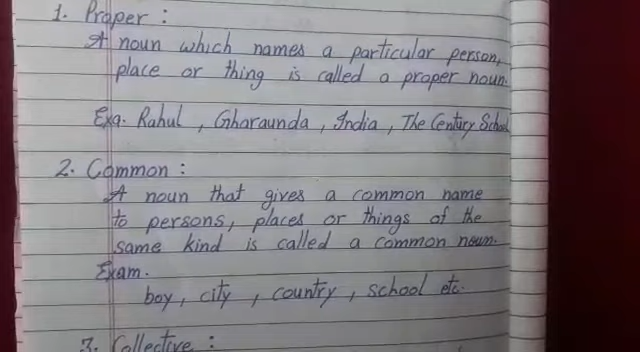 1. Proper :
A noun which names a particular person,
place or thing is called a proper noun.
Exa. Rahul , Gharaunda , India , The Century School
2. Common :
A noun that gives a common name
to persons, places or things of the
same kind is called a common noun.
Exam.
boy, city , country , school etc.
3. Collective :